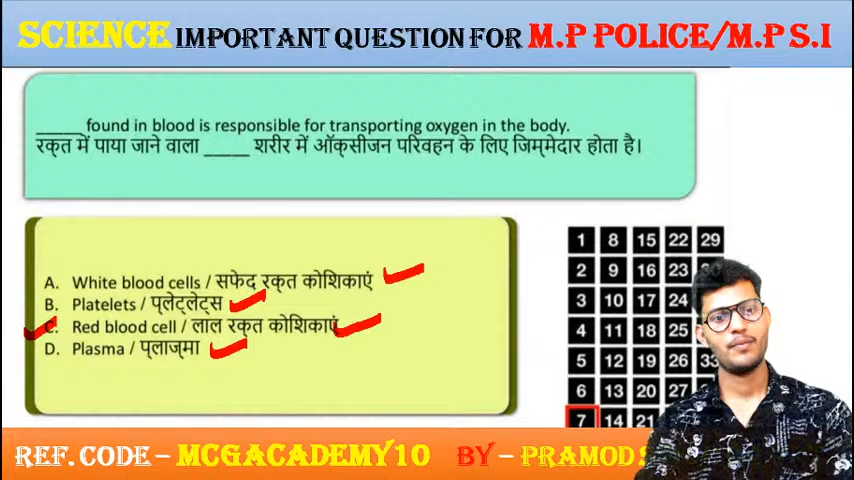 SCIENCE IMPORTANT QUESTION FOR M.P POLICE/M.P S.I
_____ found in blood is responsible for transporting oxygen in the body.
रक्त में पाया जाने वाला _____ शरीर में ऑक्सीजन परिवहन के लिए जिम्मेदार होता है।
A. White blood cells / सफेद रक्त कोशिकाएं
B. Platelets / प्लेट्लेट्स
C. Red blood cell / लाल रक्त कोशिकाएं
D. Plasma / प्लाज्मा
1 8 15 22 29
2 9 16 23
3 10 17 24
4 11 18 25
5 12 19 26 33
6 13 20 27
7 14 21
REF. CODE – MCGACADEMY10 BY – PRAMOD S